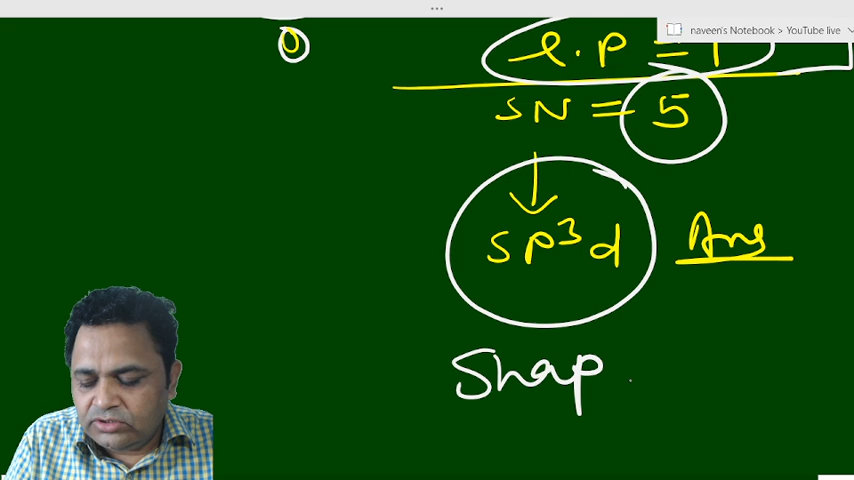 naveen's Notebook > YouTube live
l.p = 1
0
SN = 5
sp³d Ans
Shap